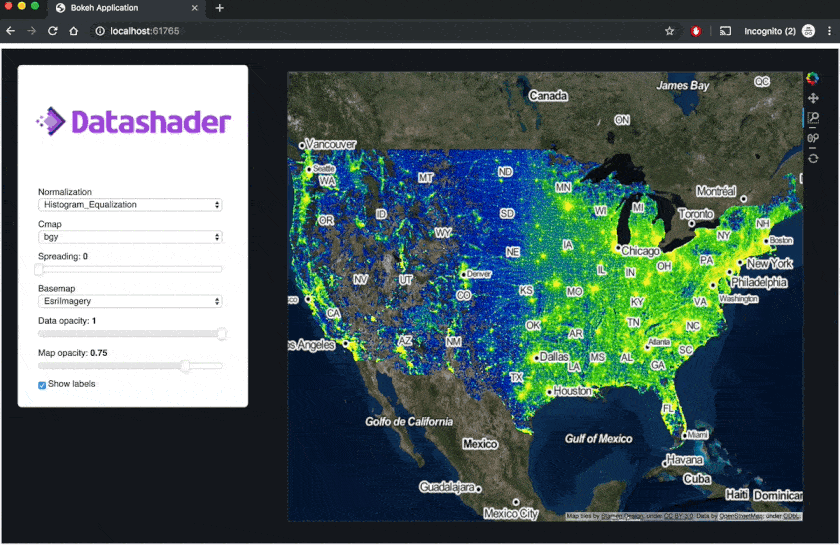 Bokeh Application
localhost:61765
Incognito (2)
Datashader
Normalization
Histogram_Equalization
Cmap
bgy
Spreading: 0
Basemap
EsriImagery
Data opacity: 1
Map opacity: 0.75
Show labels
James Bay
QC
Canada
ON
Vancouver
Seattle
WA
MT
ND
MN
Montréal
OR
ID
SD
WI
MI
Toronto
NH
NY
WY
Boston
IA
Chicago
NE
PA
New York
OH
NV
UT
Denver
IL
IN
Philadelphia
CO
KS
MO
VA
Washington
CA
KY
OK
TN
NC
os Angeles
AZ
NM
AR
Atlanta
SC
Dallas
MS
AL
GA
LA
TX
Houston
FL
Golfo de California
Miami
Mexico
Gulf of Mexico
Havana
Cuba
Guadalajara
Haiti
Dominican
Mexico City
Map tiles by Stamen Design, under CC BY 3.0. Data by OpenStreetMap, under ODbL